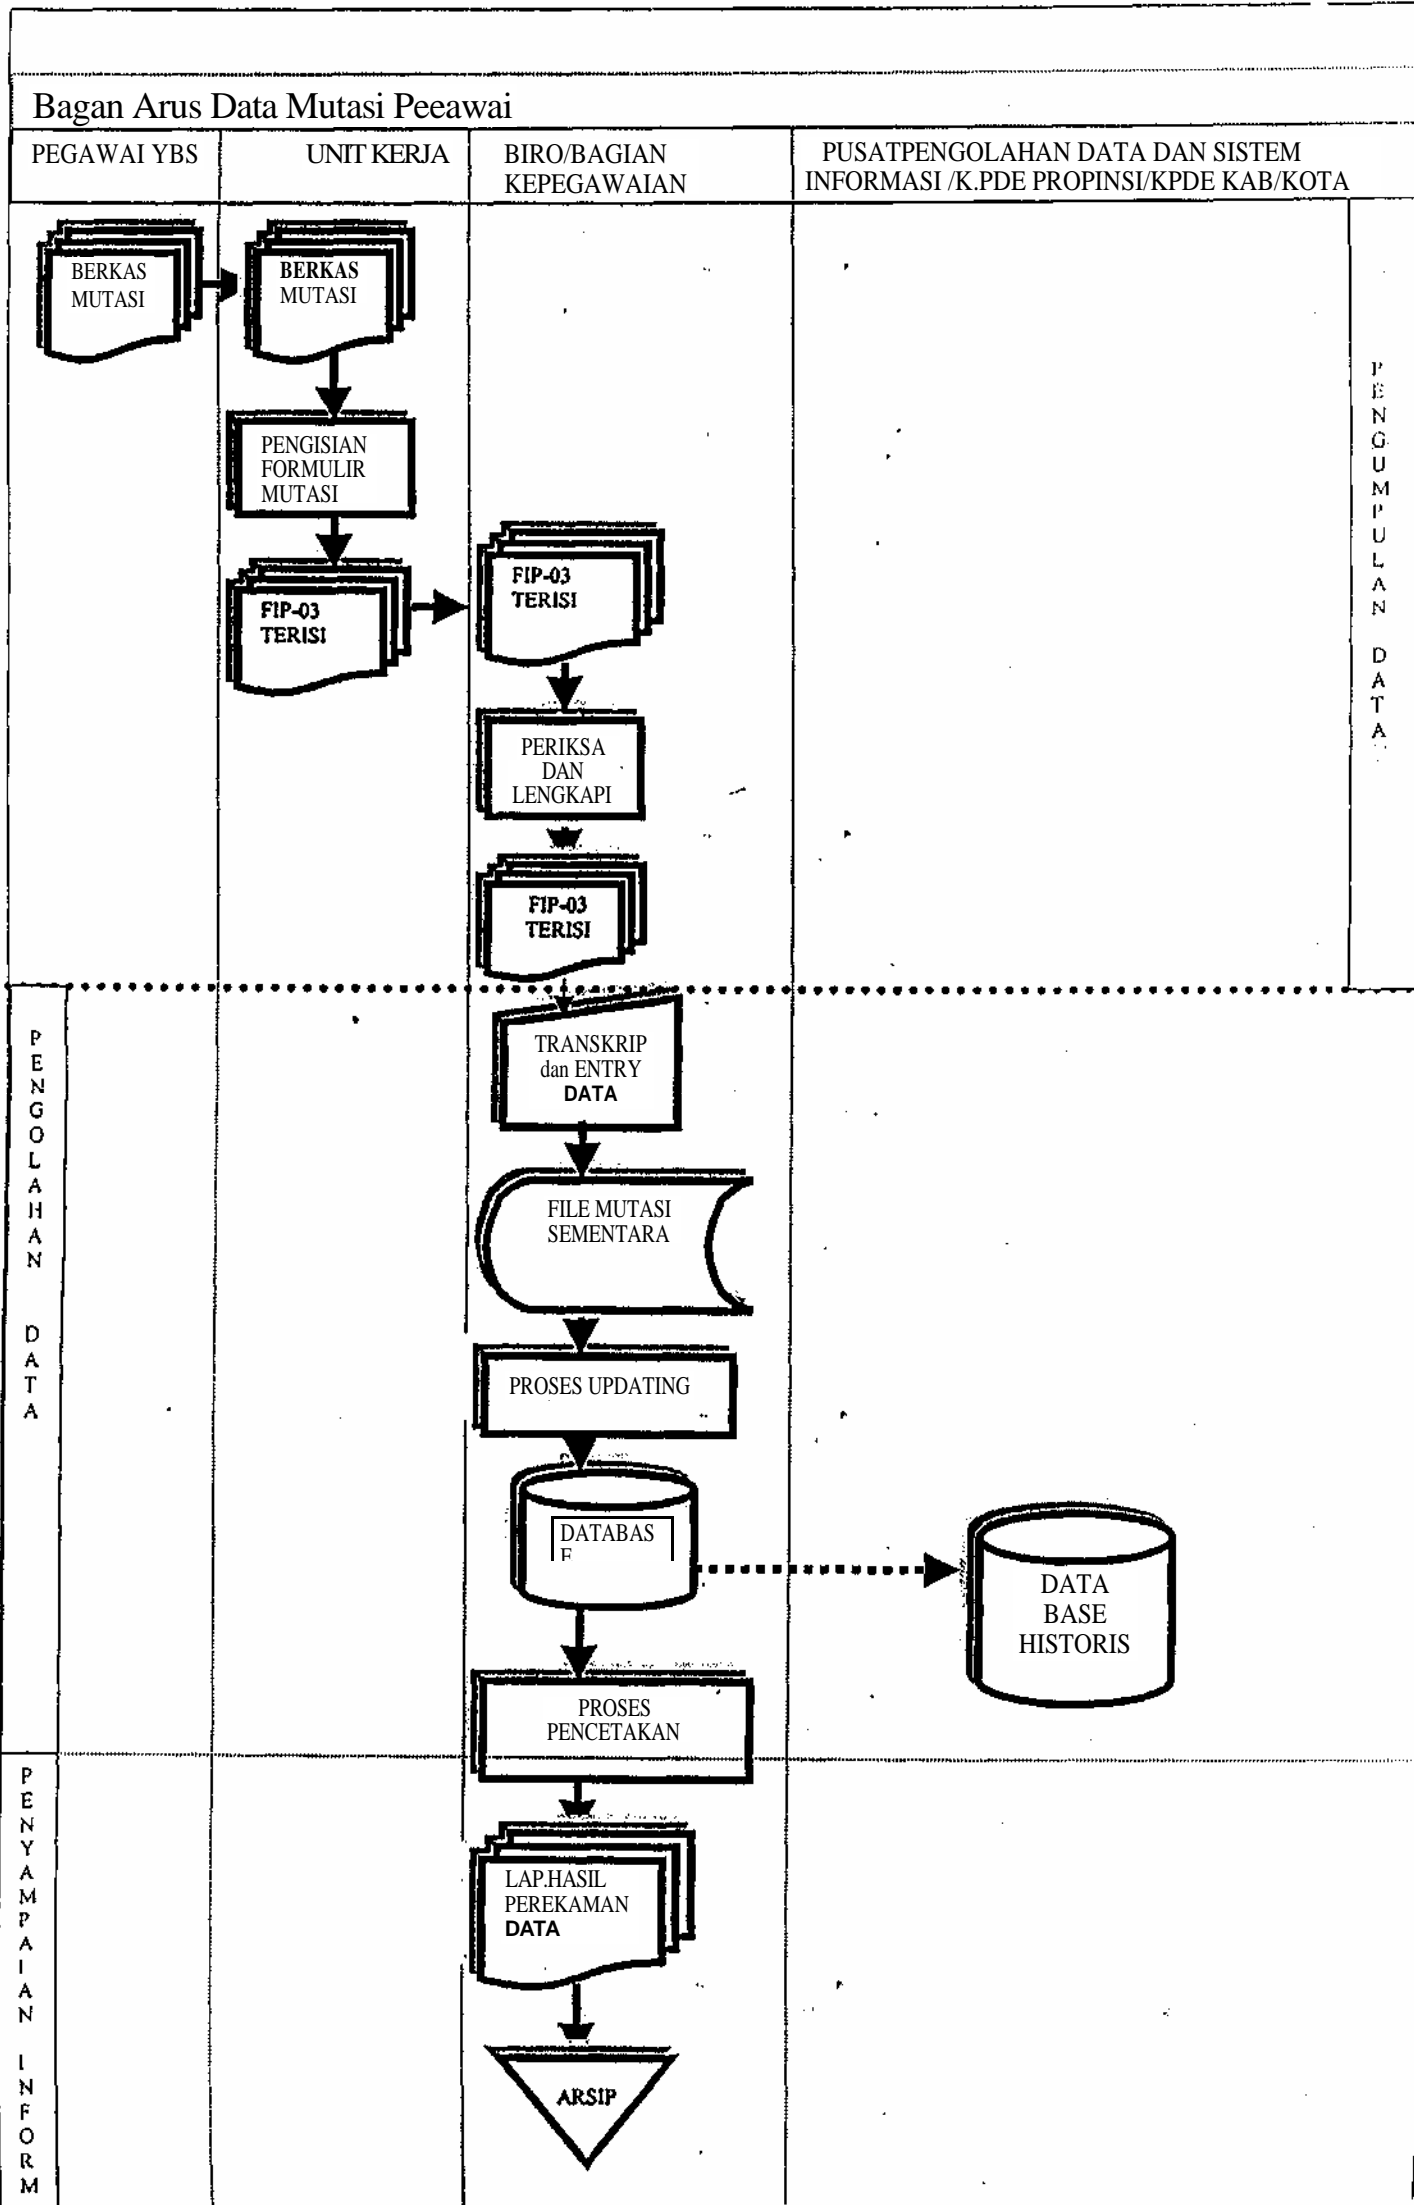 Bagan Arus Data Mutasi Peeawai
PEGAWAI YBS
UNIT KERJA
BIRO/BAGIAN
KEPEGAWAIAN
PUSATPENGOLAHAN DATA DAN SISTEM
INFORMASI /K.PDE PROPINSI/KPDE KAB/KOTA
BERKAS
MUTASI
BERKAS
MUTASI
PENGISIAN
FORMULIR
MUTASI
FIP-03
TERISI
FIP-03
TERISI
PERIKSA
DAN
LENGKAPI
FIP-03
TERISI
PENGUMPULAN DATA
TRANSKRIP
dan ENTRY
DATA
FILE MUTASI
SEMENTARA
PROSES UPDATING
DATABAS
E
DATA
BASE
HISTORIS
PROSES
PENCETAKAN
PENGOLAHAN DATA
LAP.HASIL
PEREKAMAN
DATA
ARSIP
PENYAMPAIAN INFORM